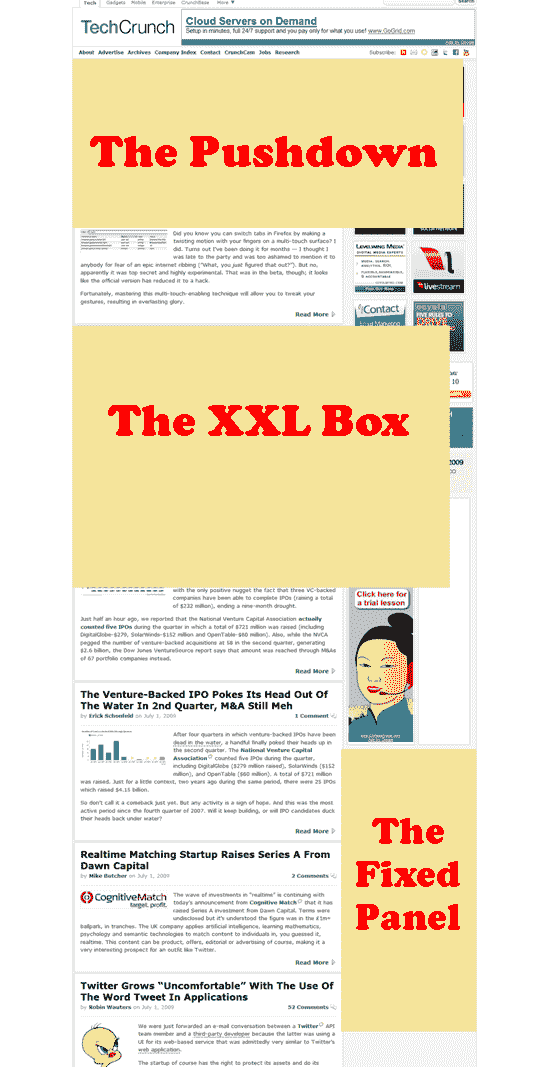 Tech Gadgets Mobile Enterprise CrunchBase More ▼ Search
TechCrunch
Cloud Servers on Demand
Setup in minutes, full 24/7 support and you pay only for what you use! www.GoGrid.com
Ads by Google
About Advertise Archives Company Index Contact CrunchCam Jobs Research Subscribe:
The Pushdown
Did you know you can switch tabs in Firefox by making a
twisting motion with your fingers on a multi-touch surface? I
did. Turns out I've been doing it for months — I thought I
was late to the party and was too ashamed to mention it to
anybody for fear of an epic internet ribbing ("What, you just figured that out?"). But no,
apparently it was top secret and highly experimental. That was in the beta, though; it looks
like the official version has reduced it to a hack.
Fortunately, mastering this multi-touch-enabling technique will allow you to tweak your
gestures, resulting in everlasting glory.
Read More
livestream
iContact
The XXL Box
10
2009
with the only positive nugget the fact that three VC-backed
companies have been able to complete IPOs (raising a total
of $232 million), ending a nine-month drought.
Just half an hour ago, we reported that the National Venture Capital Association actually
counted five IPOs during the quarter in which a total of $721 million was raised (including
DigitalGlobe-$279, SolarWinds-$152 million and OpenTable-$60 million). Also, while the NVCA
pegged the number of venture-backed acquisitions at 58 in the second quarter, generating
$2.6 billion, the Dow Jones VentureSource report says that amount was reached through M&As
of 67 portfolio companies instead.
Read More
Click here for
a trial lesson
The Venture-Backed IPO Pokes Its Head Out Of
The Water In 2nd Quarter, M&A Still Meh
by Erick Schonfeld on July 1, 2009 1 Comment
After four quarters in which venture-backed IPOs have been
dead in the water, a handful finally poked their heads up in
the second quarter. The National Venture Capital
Association counted five IPOs during the quarter,
including DigitalGlobe ($279 million raised), SolarWinds ($152
million), and OpenTable ($60 million). A total of $721 million
was raised. Just for a little context, two years ago during the same period, there were 25 IPOs
which raised $4.15 billion.
So don't call it a comeback just yet. But any activity is a sign of hope. And this was the most
active period since the fourth quarter of 2007. Will it keep building, or will IPO candidates duck
their heads back under water?
Read More
The
Fixed
Panel
Realtime Matching Startup Raises Series A From
Dawn Capital
by Mike Butcher on July 1, 2009 2 Comments
CognitiveMatch
target. profit.
The wave of investments in "realtime" is continuing with
today's announcement from Cognitive Match that it has
raised Series A investment from Dawn Capital. Terms were
undisclosed but it's understood the figure was in the £1m+
ballpark, in tranches. The UK company applies artificial intelligence, learning mathematics,
psychology and semantic technologies to match content to individuals in, you guessed it,
realtime. This content can be product, offers, editorial or advertising of course, making it a
very interesting prospect for an outfit like Twitter.
Read More
Twitter Grows "Uncomfortable" With The Use Of
The Word Tweet In Applications
by Robin Wauters on July 1, 2009 52 Comments
We were just forwarded an e-mail conversation between a Twitter API
team member and a third-party developer because the latter was using a
UI for its web-based service that was admittedly very similar to Twitter's
web application.
The startup of course has the right to protect its assets and do its